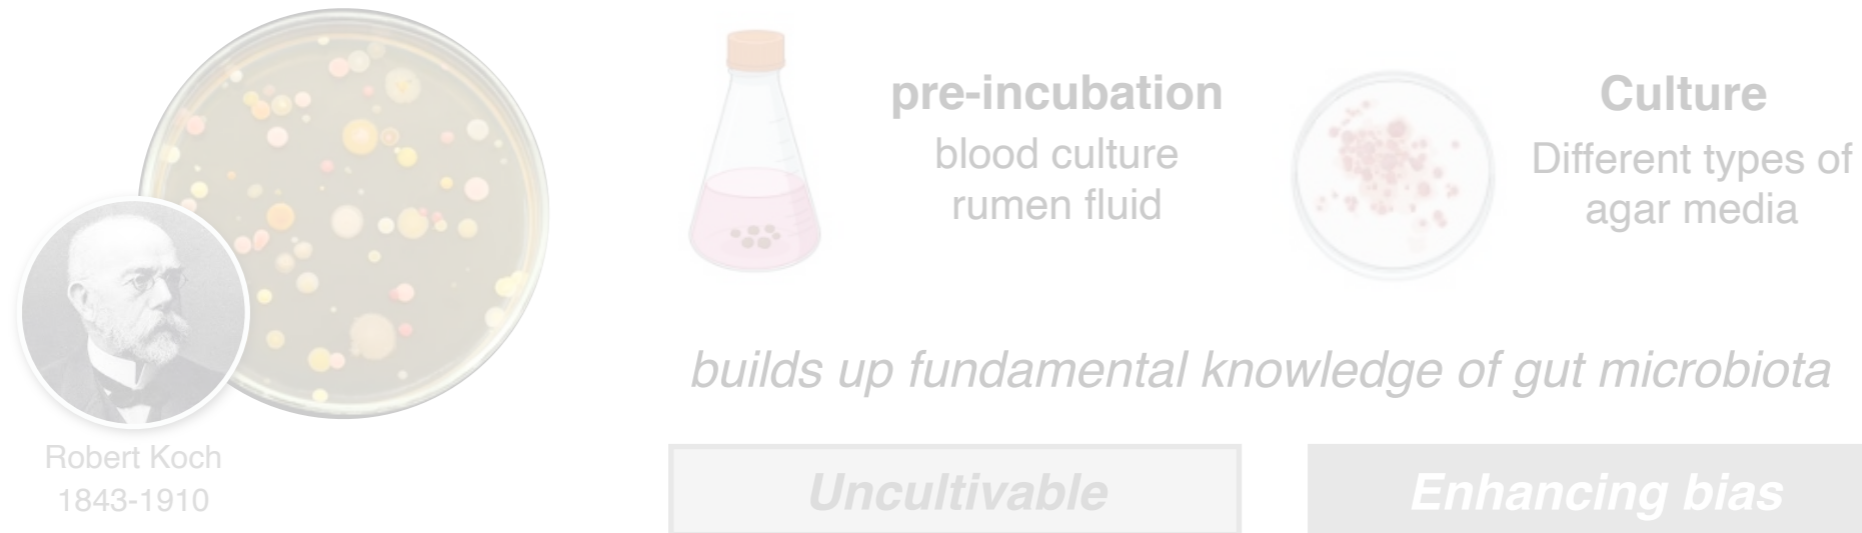 pre-incubation
blood culture
rumen fluid
Culture
Different types of
agar media
builds up fundamental knowledge of gut microbiota
Robert Koch
1843-1910
Uncultivable
Enhancing bias